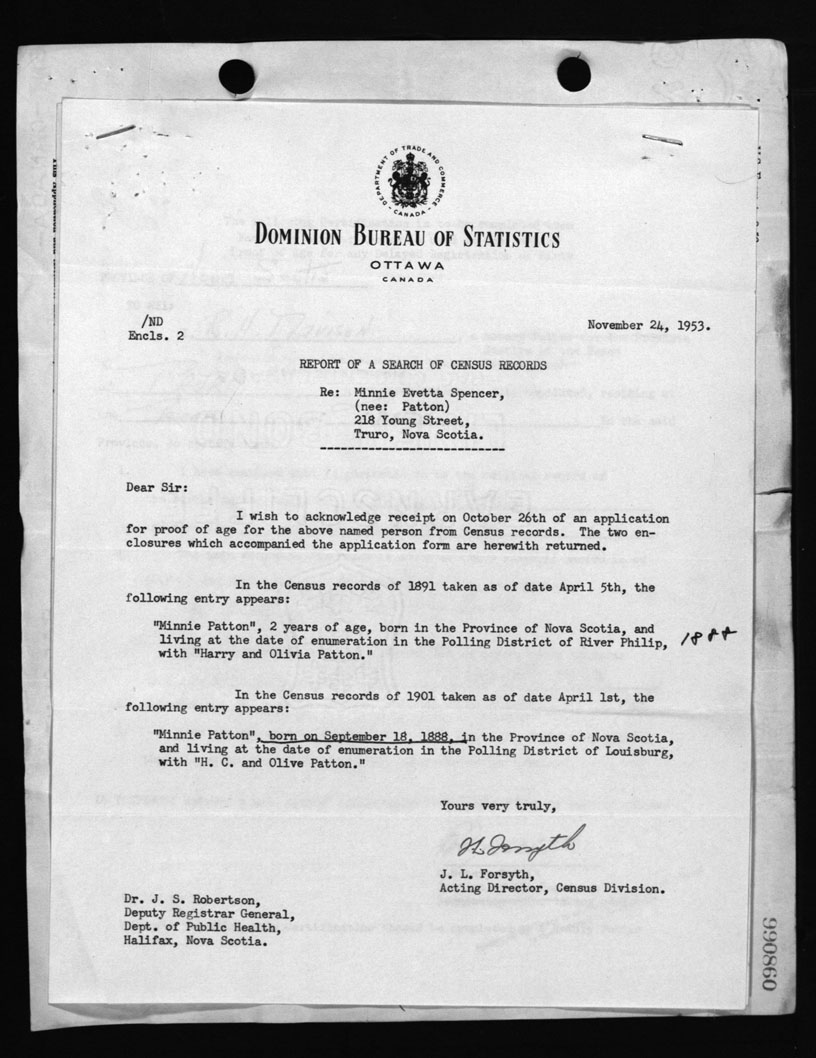 DEPARTMENT OF TRADE AND COMMERCE
CANADA
DOMINION BUREAU OF STATISTICS
OTTAWA
CANADA
/ND
Encls. 2
November 24, 1953.
REPORT OF A SEARCH OF CENSUS RECORDS
Re: Minnie Evetta Spencer,
(nee: Patton)
218 Young Street,
Truro, Nova Scotia.
Dear Sir:
I wish to acknowledge receipt on October 26th of an application
for proof of age for the above named person from Census records. The two en-
closures which accompanied the application form are herewith returned.
In the Census records of 1891 taken as of date April 5th, the
following entry appears:
"Minnie Patton", 2 years of age, born in the Province of Nova Scotia, and
living at the date of enumeration in the Polling District of River Philip, 1888
with "Harry and Olivia Patton."
In the Census records of 1901 taken as of date April 1st, the
following entry appears:
"Minnie Patton", born on September 18, 1888, in the Province of Nova Scotia,
and living at the date of enumeration in the Polling District of Louisburg,
with "H. C. and Olive Patton."
Yours very truly,
J. L. Forsyth,
Acting Director, Census Division.
Dr. J. S. Robertson,
Deputy Registrar General,
Dept. of Public Health,
Halifax, Nova Scotia.
990860